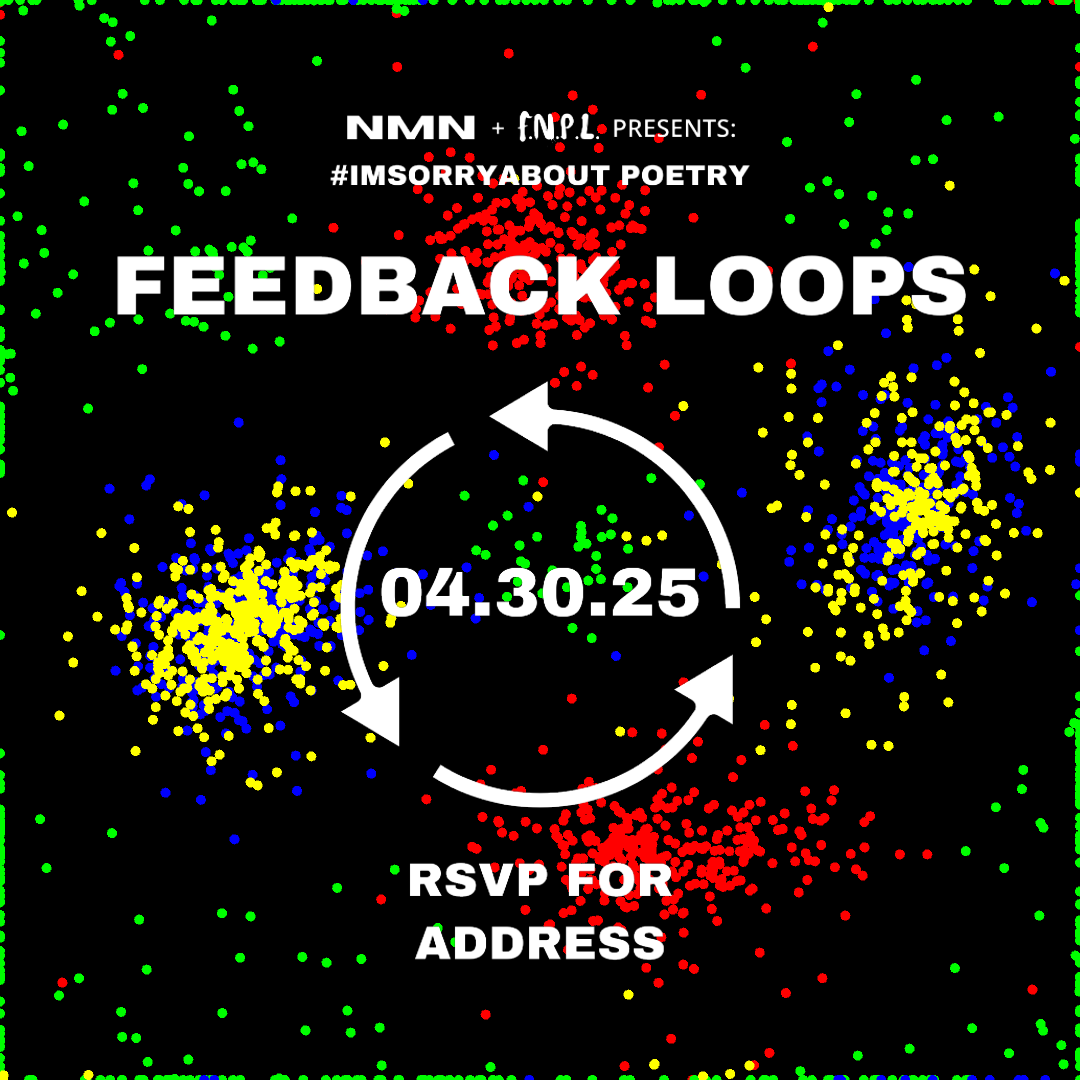 NMN + F.N.P.L. PRESENTS:
#IMSORRYABOUT POETRY
FEEDBACK LOOPS
04.30.25
RSVP FOR
ADDRESS